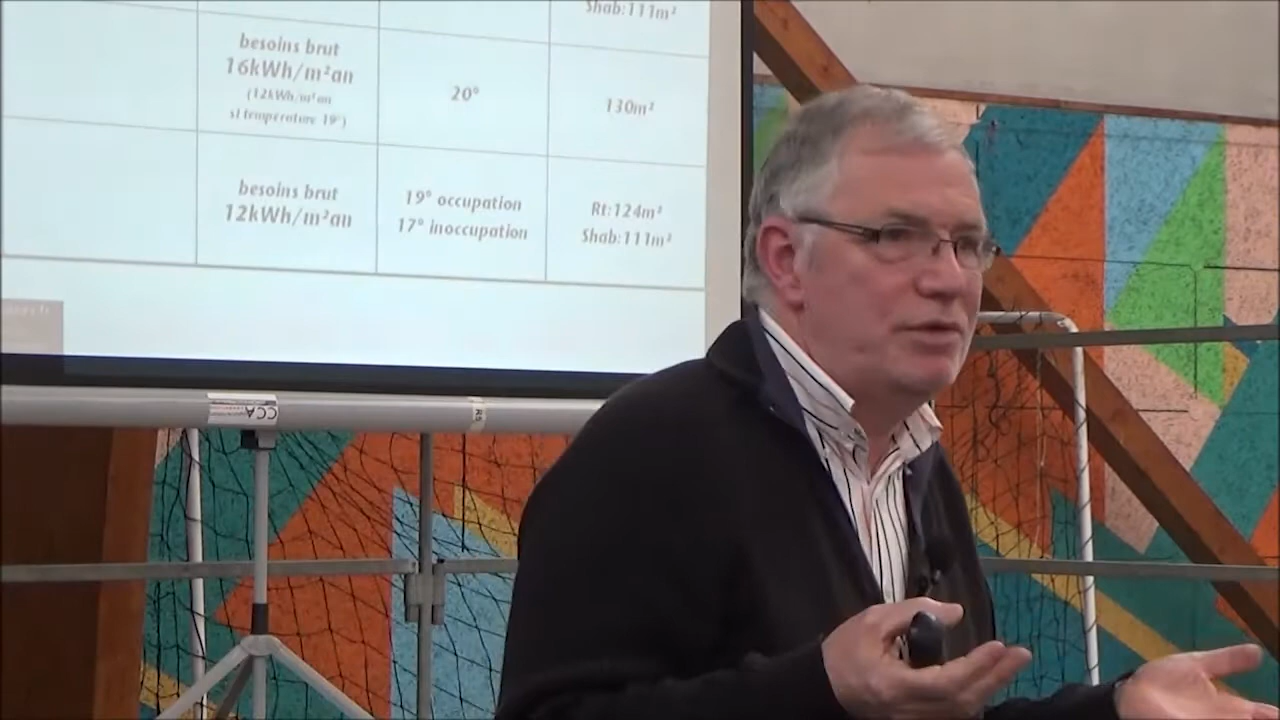 Shab:111m²
besoins brut
16kWh/m²an
(12kWh/m²an
si temperature 19°)
20°
130m²
besoins brut
12kWh/m²an
19° occupation
17° inoccupation
Rt:124m²
Shab:111m²
CCA
R5